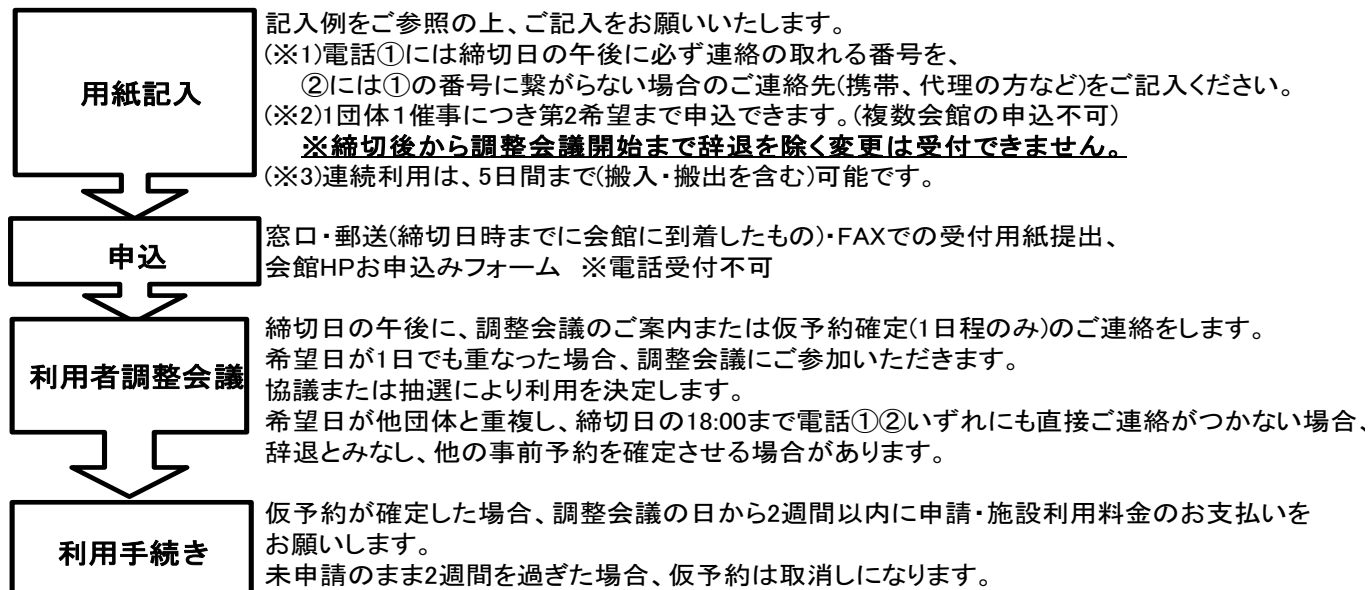 用紙記入
記入例をご参照の上、ご記入をお願いいたします。
(※1)電話①には締切日の午後に必ず連絡の取れる番号を、
②には①の番号に繋がらない場合のご連絡先(携帯、代理の方など)をご記入ください。
(※2)1団体1催事につき第2希望まで申込できます。(複数会館の申込不可)
※締切後から調整会議開始まで辞退を除く変更は受付できません。
(※3)連続利用は、5日間まで(搬入・搬出を含む)可能です。
申込
窓口・郵送(締切日時までに会館に到着したもの)・FAXでの受付用紙提出、
会館HPお申込みフォーム ※電話受付不可
利用者調整会議
締切日の午後に、調整会議のご案内または仮予約確定(1日程のみ)のご連絡をします。
希望日が1日でも重なった場合、調整会議にご参加いただきます。
協議または抽選により利用を決定します。
希望日が他団体と重複し、締切日の18:00まで電話①②いずれにも直接ご連絡がつかない場合、
辞退とみなし、他の事前予約を確定させる場合があります。
利用手続き
仮予約が確定した場合、調整会議の日から2週間以内に申請・施設利用料金のお支払いを
お願いします。
未申請のまま2週間を過ぎた場合、仮予約は取消しになります。